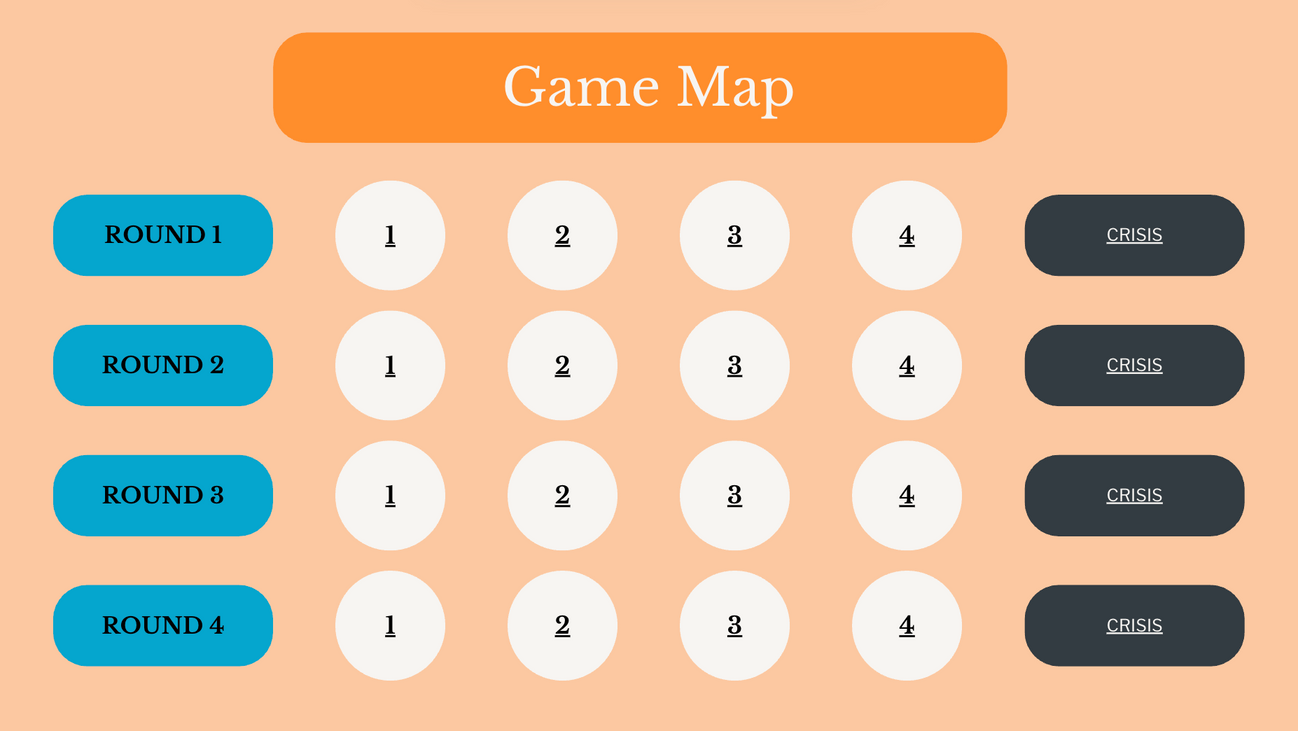 Game Map
ROUND 1 1 2 3 4 CRISIS
ROUND 2 1 2 3 4 CRISIS
ROUND 3 1 2 3 4 CRISIS
ROUND 4 1 2 3 4 CRISIS